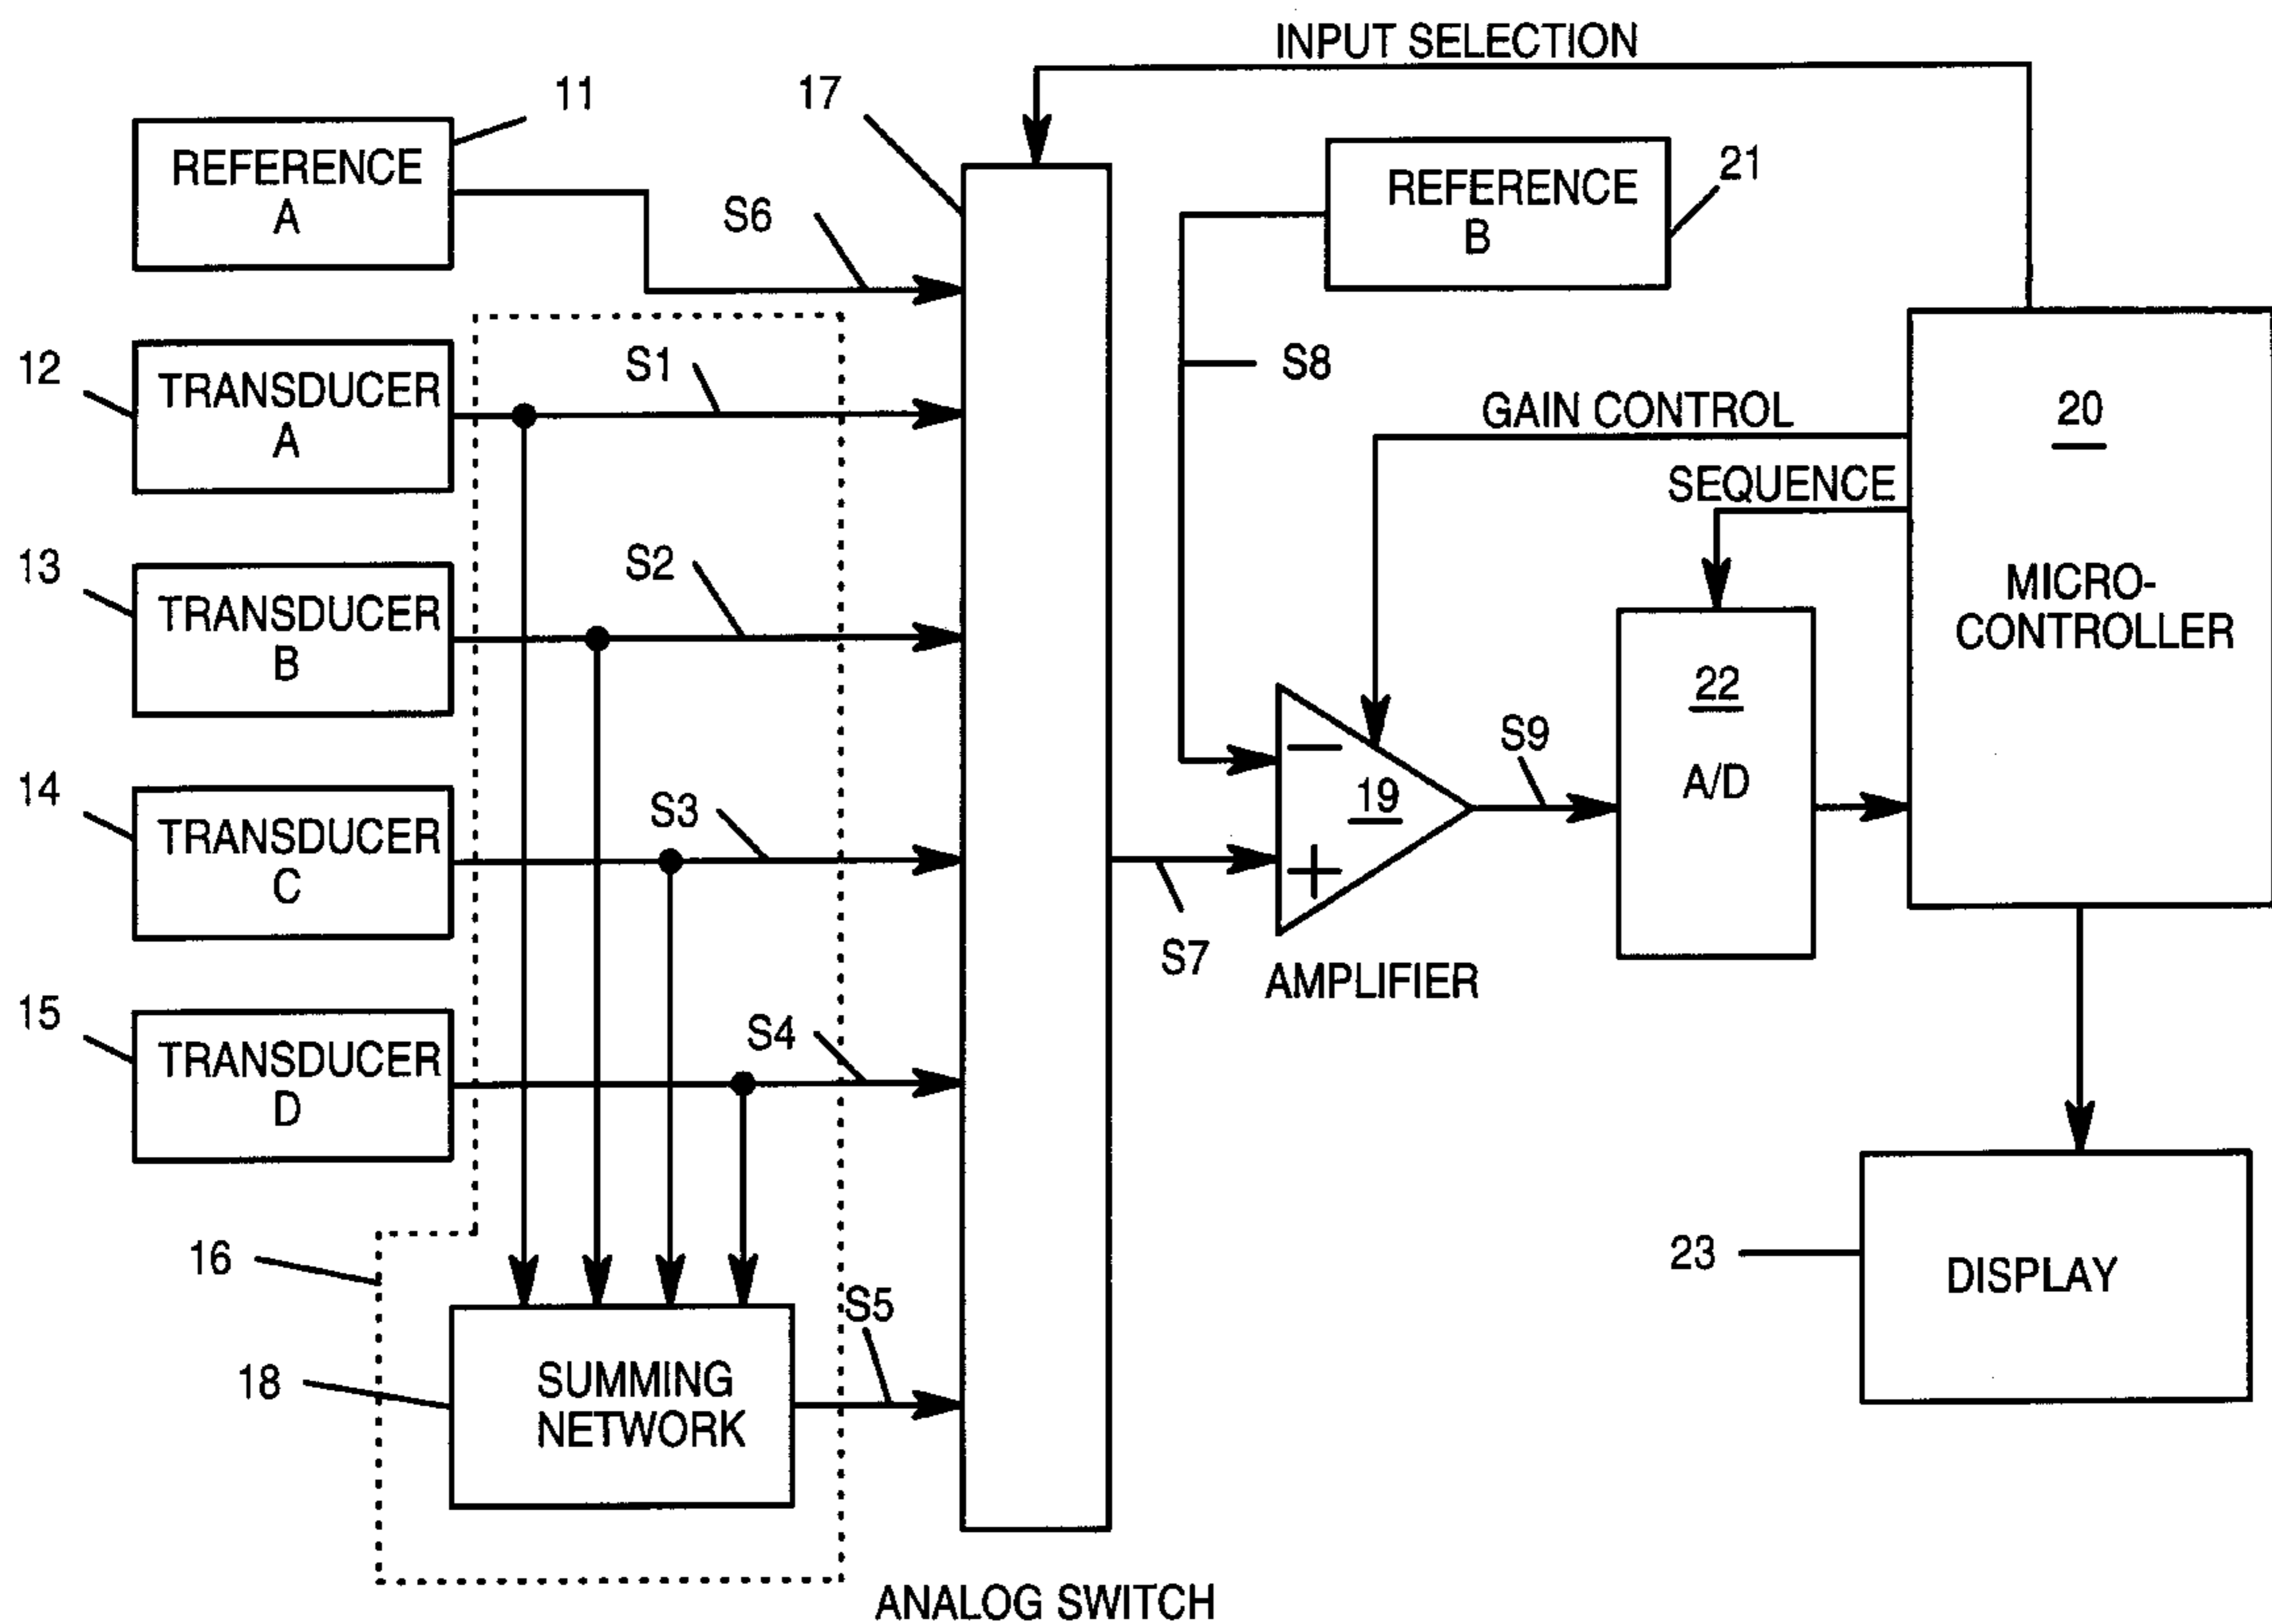 INPUT SELECTION
11
17
REFERENCE
A
S6
REFERENCE
B
21
12
TRANSDUCER
A
S1
S8
GAIN CONTROL
20
SEQUENCE
13
TRANSDUCER
B
S2
MICRO-
CONTROLLER
22
A/D
14
TRANSDUCER
C
S3
−
19
+
S9
S7
AMPLIFIER
15
TRANSDUCER
D
S4
16
23
DISPLAY
S5
18
SUMMING
NETWORK
ANALOG SWITCH